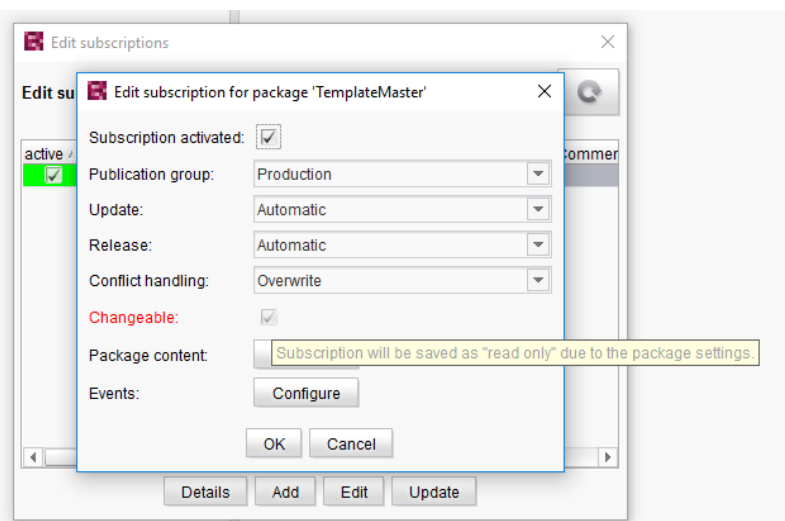 Edit subscriptions
Edit su
Edit subscription for package 'TemplateMaster'
active
Commer
Subscription activated:
Publication group: Production
Update: Automatic
Release: Automatic
Conflict handling: Overwrite
Changeable:
Package content:
Subscription will be saved as "read only" due to the package settings.
Events: Configure
OK Cancel
Details Add Edit Update